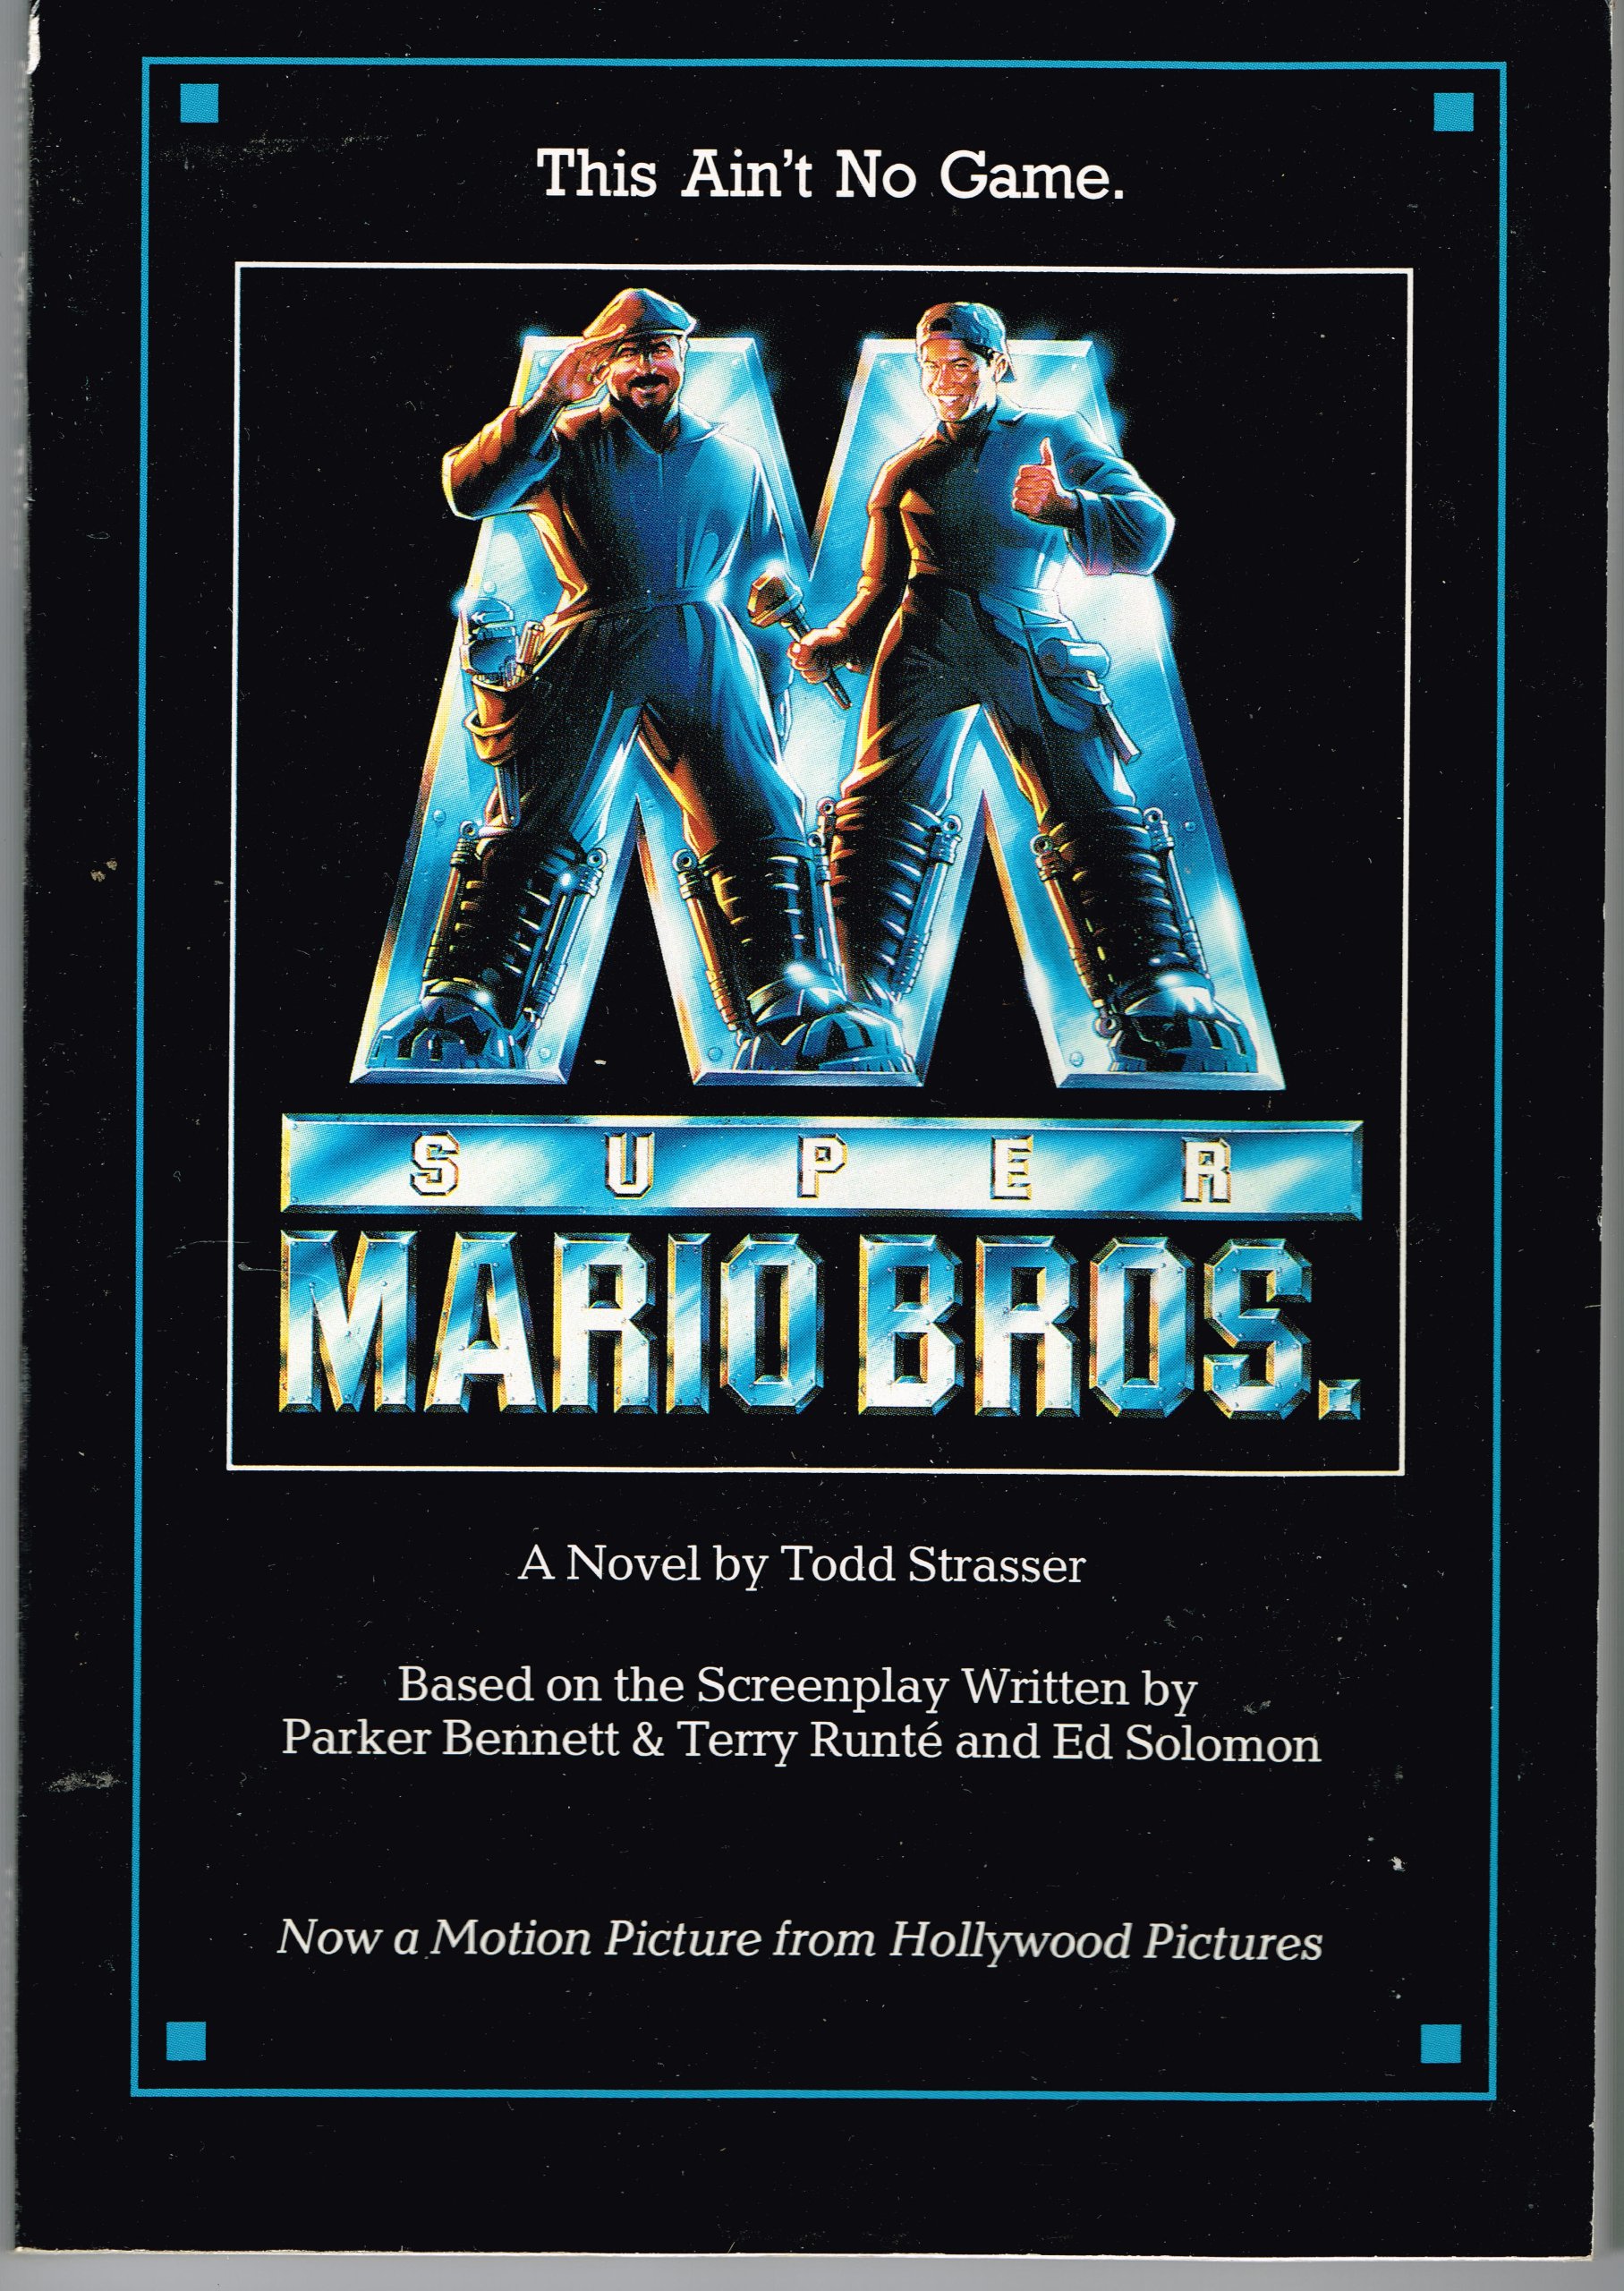 This Ain't No Game.
SUPER
MARIO BROS.
A Novel by Todd Strasser
Based on the Screenplay Written by
Parker Bennett & Terry Runté and Ed Solomon
Now a Motion Picture from Hollywood Pictures